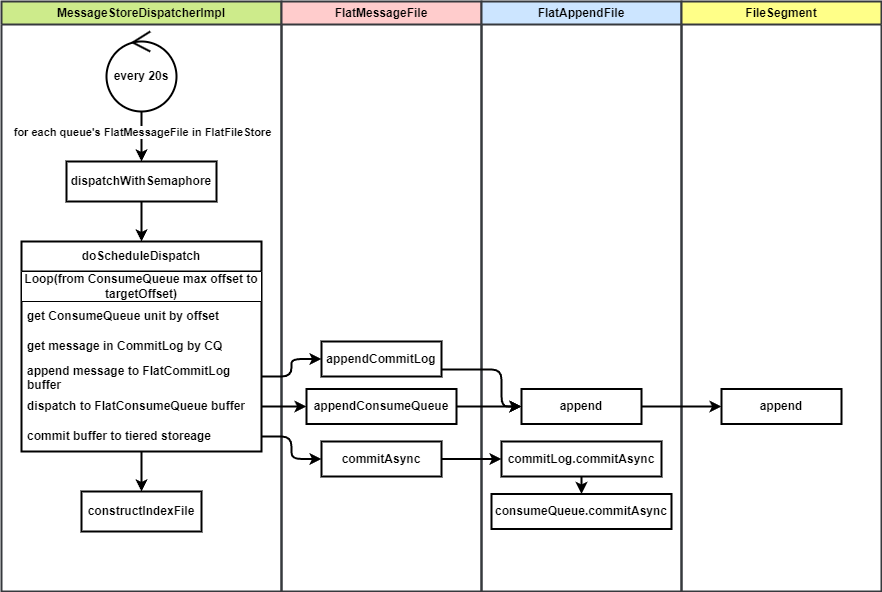 MessageStoreDispatcherImpl
FlatMessageFile
FlatAppendFile
FileSegment
every 20s
for each queue's FlatMessageFile in FlatFileStore
dispatchWithSemaphore
doScheduleDispatch
Loop(from ConsumeQueue max offset to
targetOffset)
get ConsumeQueue unit by offset
get message in CommitLog by CQ
append message to FlatCommitLog
buffer
dispatch to FlatConsumeQueue buffer
commit buffer to tiered storeage
constructIndexFile
appendCommitLog
appendConsumeQueue
commitAsync
append
commitLog.commitAsync
consumeQueue.commitAsync
append